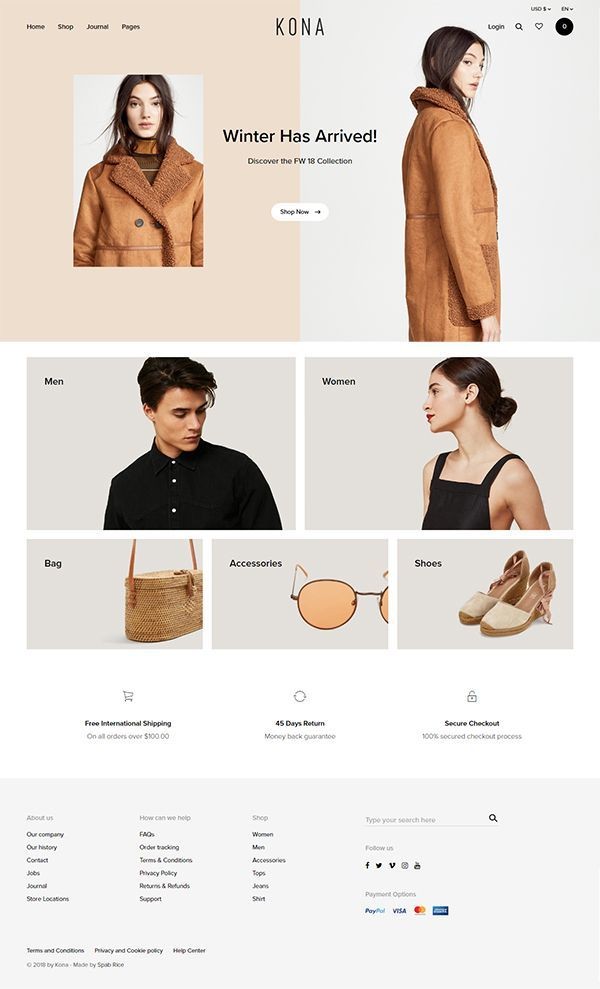 USD $ EN
Home Shop Journal Pages
KONA
Login 0
Winter Has Arrived!
Discover the FW 18 Collection
Shop Now →
Men
Women
Bag
Accessories
Shoes
Free International Shipping
On all orders over $100.00
45 Days Return
Money back guarantee
Secure Checkout
100% secured checkout process
About us
Our company
Our history
Contact
Jobs
Journal
Store Locations
How can we help
FAQs
Order tracking
Terms & Conditions
Privacy Policy
Returns & Refunds
Support
Shop
Women
Men
Accessories
Tops
Jeans
Shirt
Type your search here
Follow us
Payment Options
PayPal VISA
Terms and Conditions Privacy and Cookie policy Help Center
© 2018 by Kona - Made by Spab Rice